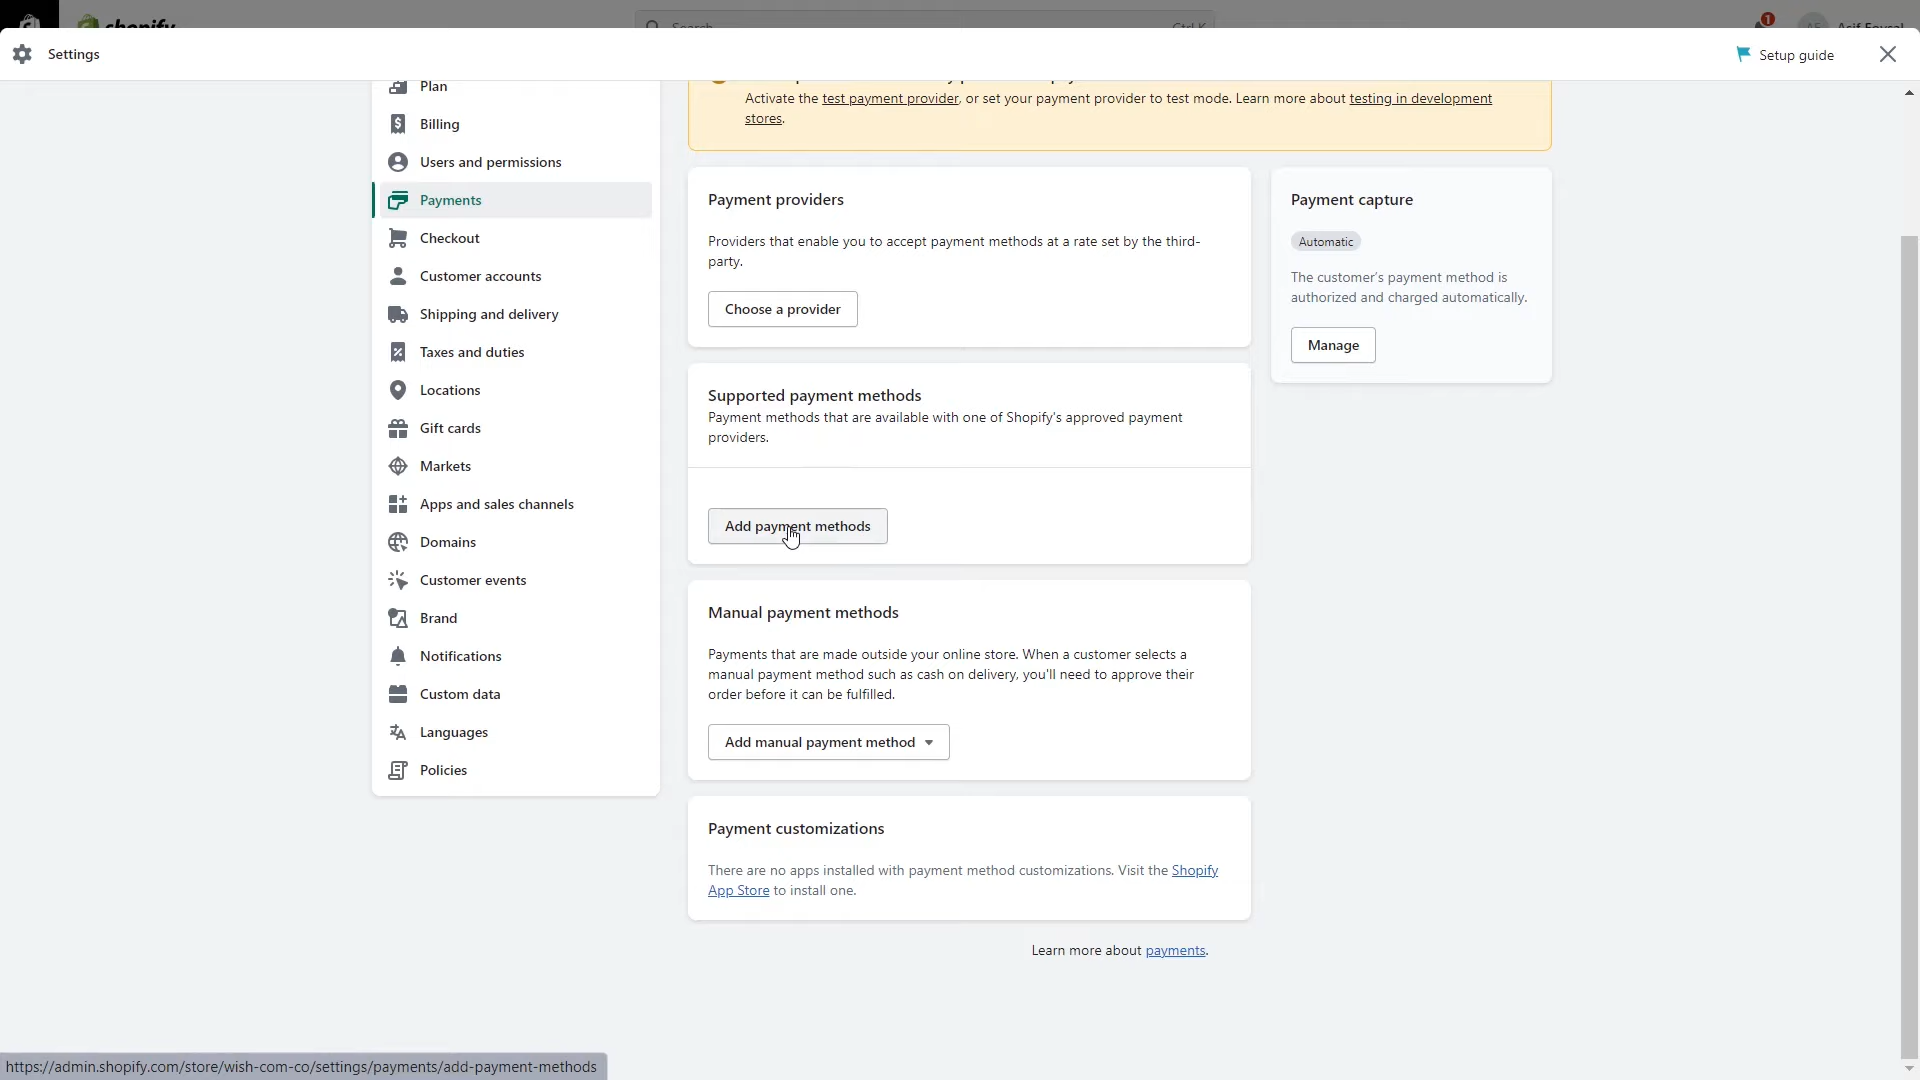 shopify
Search
Ctrl K
1
Asif Foysal
Settings
Setup guide
Plan
Billing
Users and permissions
Payments
Checkout
Customer accounts
Shipping and delivery
Taxes and duties
Locations
Gift cards
Markets
Apps and sales channels
Domains
Customer events
Brand
Notifications
Custom data
Languages
Policies
Activate the test payment provider, or set your payment provider to test mode. Learn more about testing in development
stores.
Payment providers
Providers that enable you to accept payment methods at a rate set by the third-
party.
Choose a provider
Supported payment methods
Payment methods that are available with one of Shopify's approved payment
providers.
Add payment methods
Manual payment methods
Payments that are made outside your online store. When a customer selects a
manual payment method such as cash on delivery, you'll need to approve their
order before it can be fulfilled.
Add manual payment method
Payment customizations
There are no apps installed with payment method customizations. Visit the Shopify
App Store to install one.
Learn more about payments.
Payment capture
Automatic
The customer's payment method is
authorized and charged automatically.
Manage
https://admin.shopify.com/store/wish-com-co/settings/payments/add-payment-methods